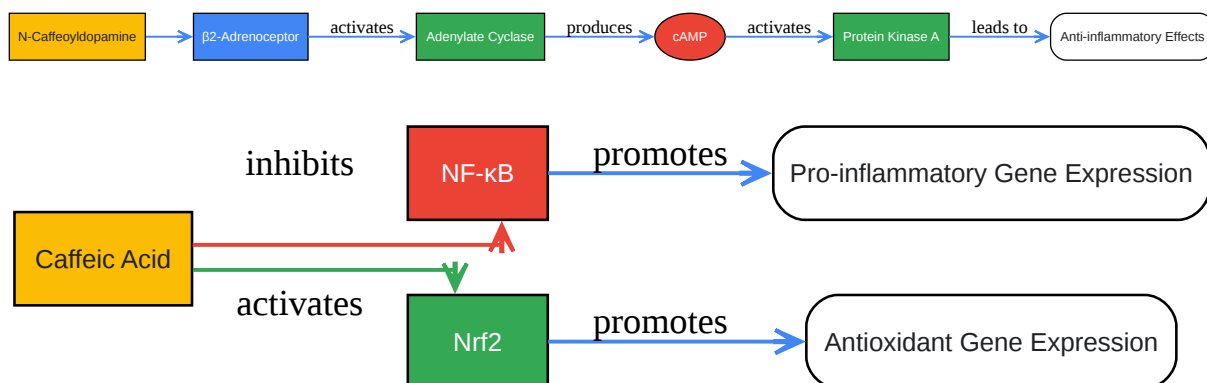 N-Caffeoyldopamine
β2-Adrenoceptor
activates
Adenylate Cyclase
produces
cAMP
activates
Protein Kinase A
leads to
Anti-inflammatory Effects
inhibits
NF-κB
promotes
Pro-inflammatory Gene Expression
Caffeic Acid
activates
Nrf2
promotes
Antioxidant Gene Expression